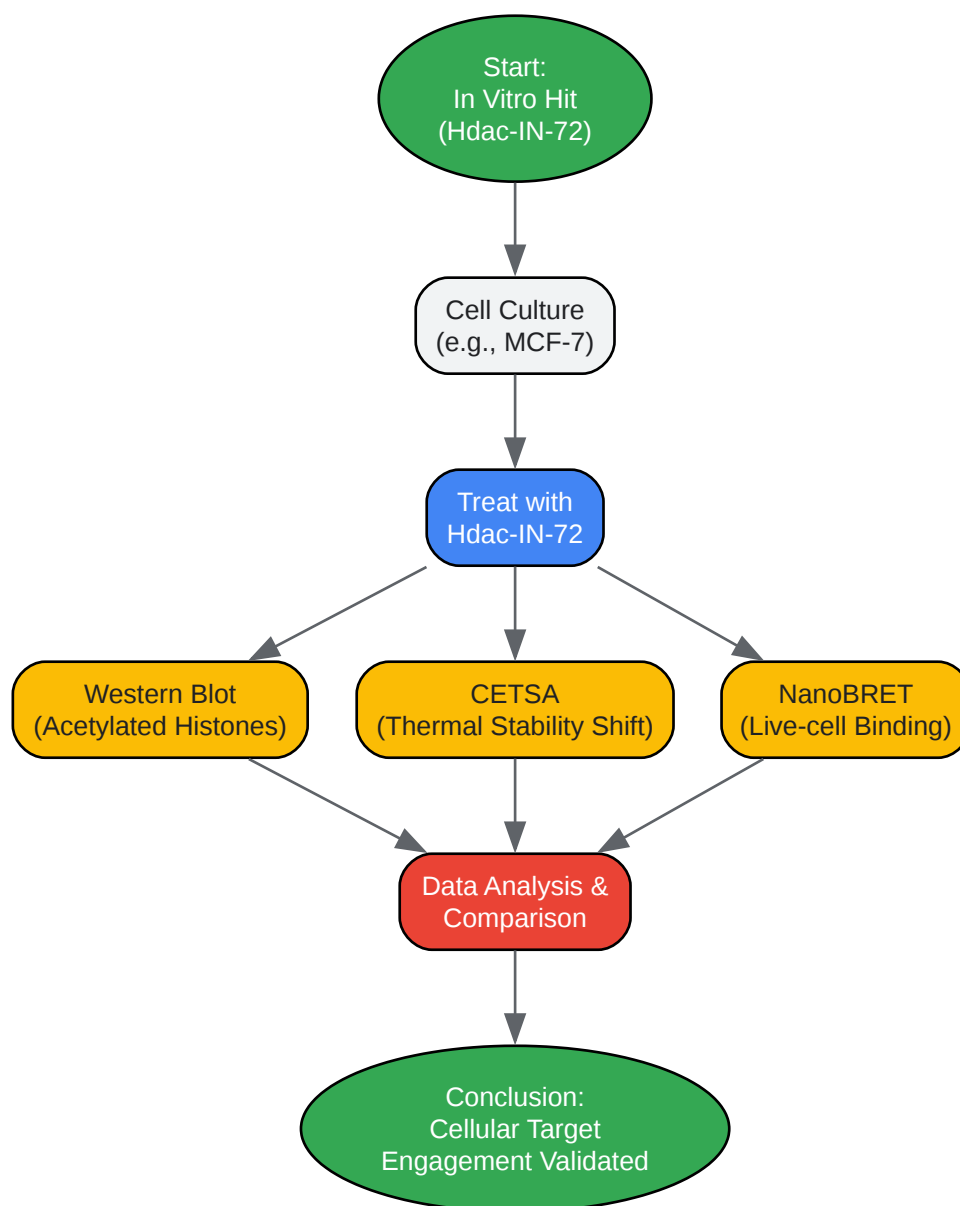 Start:
In Vitro Hit
(Hdac-IN-72)
Cell Culture
(e.g., MCF-7)
Treat with
Hdac-IN-72
Western Blot
(Acetylated Histones)
CETSA
(Thermal Stability Shift)
NanoBRET
(Live-cell Binding)
Data Analysis &
Comparison
Conclusion:
Cellular Target
Engagement Validated